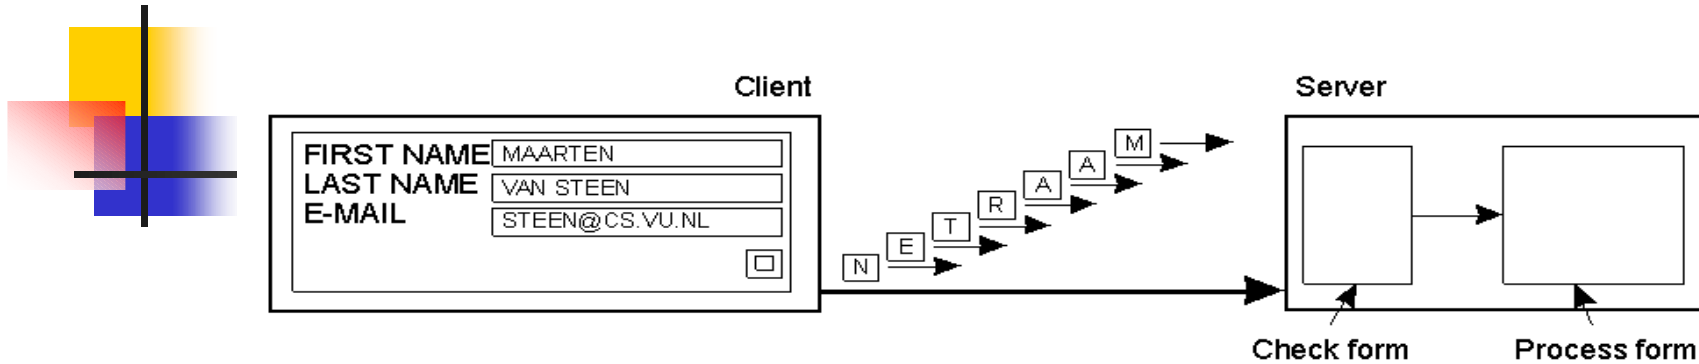 Client
Server
FIRST NAME MAARTEN
LAST NAME VAN STEEN
E-MAIL STEEN@CS.VU.NL
N E T R A A M
Check form
Process form